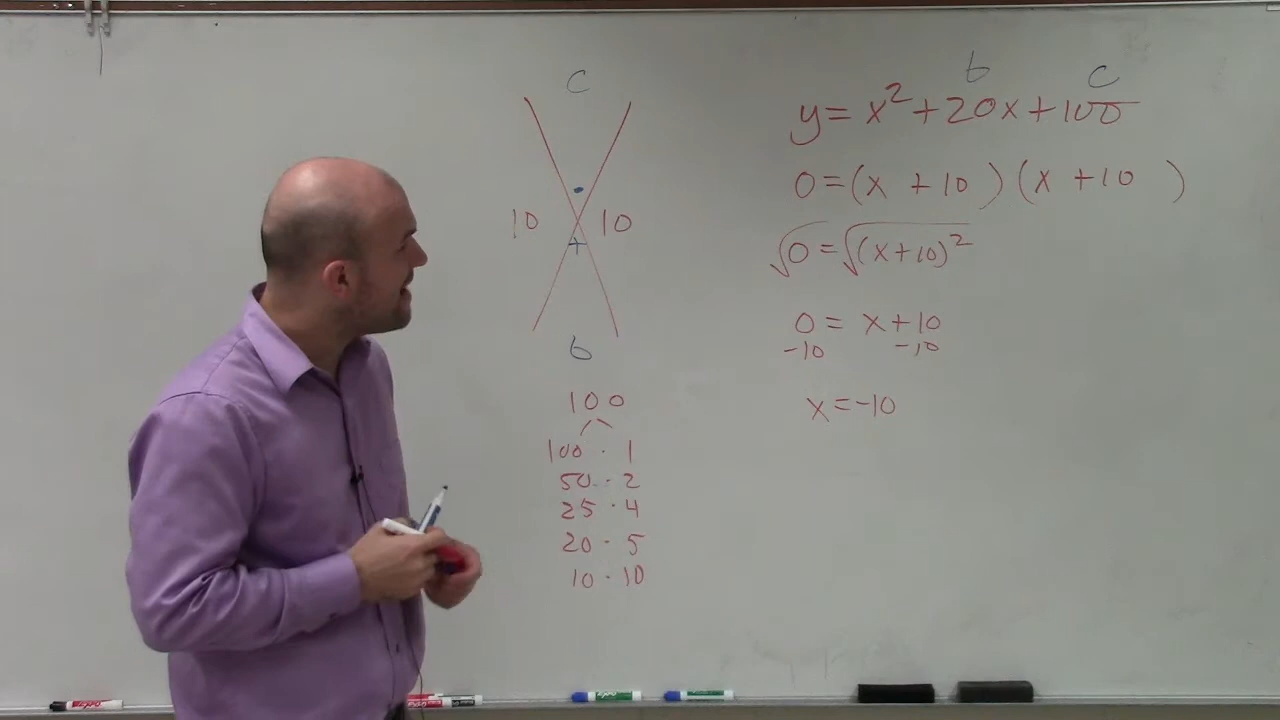 c
10 · 10
+
b
100
100 · 1
50 · 2
25 · 4
20 · 5
10 · 10
b c
y = x² + 20x + 100
0 = (x + 10 ) (x + 10 )
√0 = √(x+10)²
0 = x + 10
-10 -10
x = -10
EXPO
EXPO